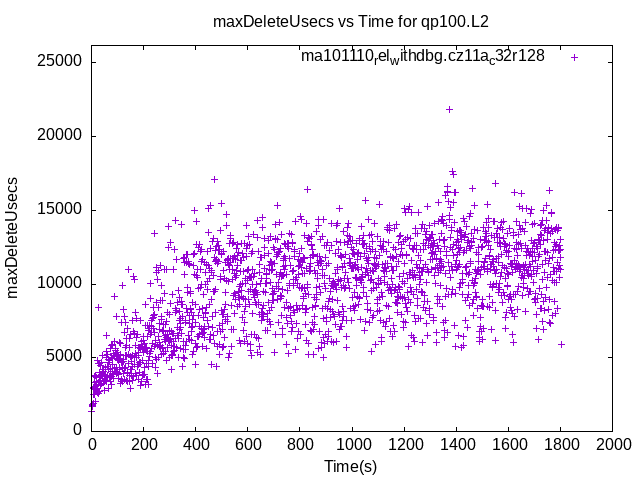 maxDeleteUsecs vs Time for qp100.L2
ma101110relwithdbg.cz11ac32r128
25000
20000
15000
10000
5000
0
maxDeleteUsecs
0 200 400 600 800 1000 1200 1400 1600 1800 2000
Time(s)